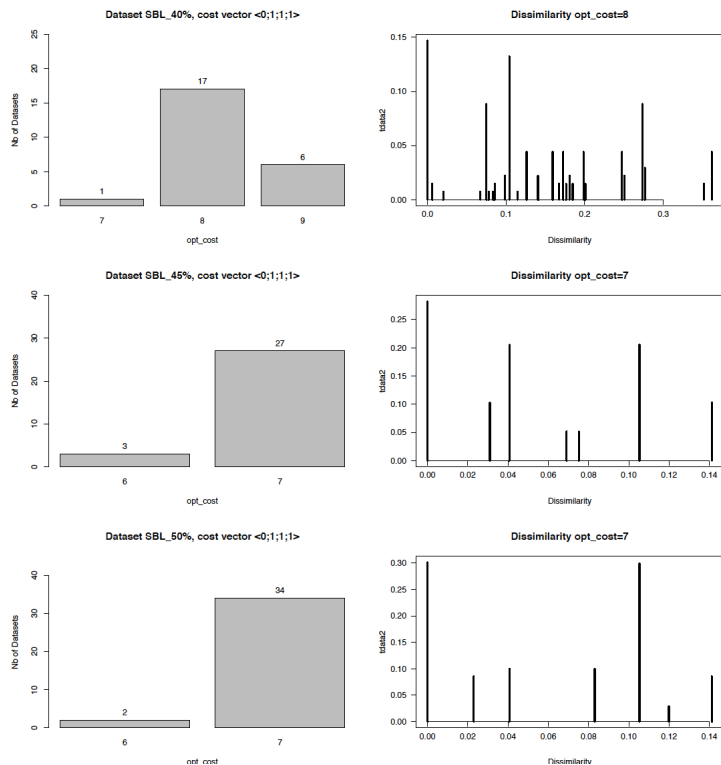 Dataset SBL_40%, cost vector <0;1;1;1>
Nb of Datasets
0 5 10 15 20 25
1 17 6
7 8 9
opt_cost
Dissimilarity opt_cost=8
tdata2
0.15
0.10
0.05
0.00
0.0 0.1 0.2 0.3
Dissimilarity
Dataset SBL_45%, cost vector <0;1;1;1>
Nb of Datasets
0 10 20 30 40
3 27
6 7
opt_cost
Dissimilarity opt_cost=7
tdata2
0.25
0.20
0.15
0.10
0.05
0.00
0.00 0.02 0.04 0.06 0.08 0.10 0.12 0.14
Dissimilarity
Dataset SBL_50%, cost vector <0;1;1;1>
Nb of Datasets
0 10 20 30 40
2 34
6 7
opt_cost
Dissimilarity opt_cost=7
tdata2
0.30
0.25
0.20
0.15
0.10
0.05
0.00
0.00 0.02 0.04 0.06 0.08 0.10 0.12 0.14
Dissimilarity